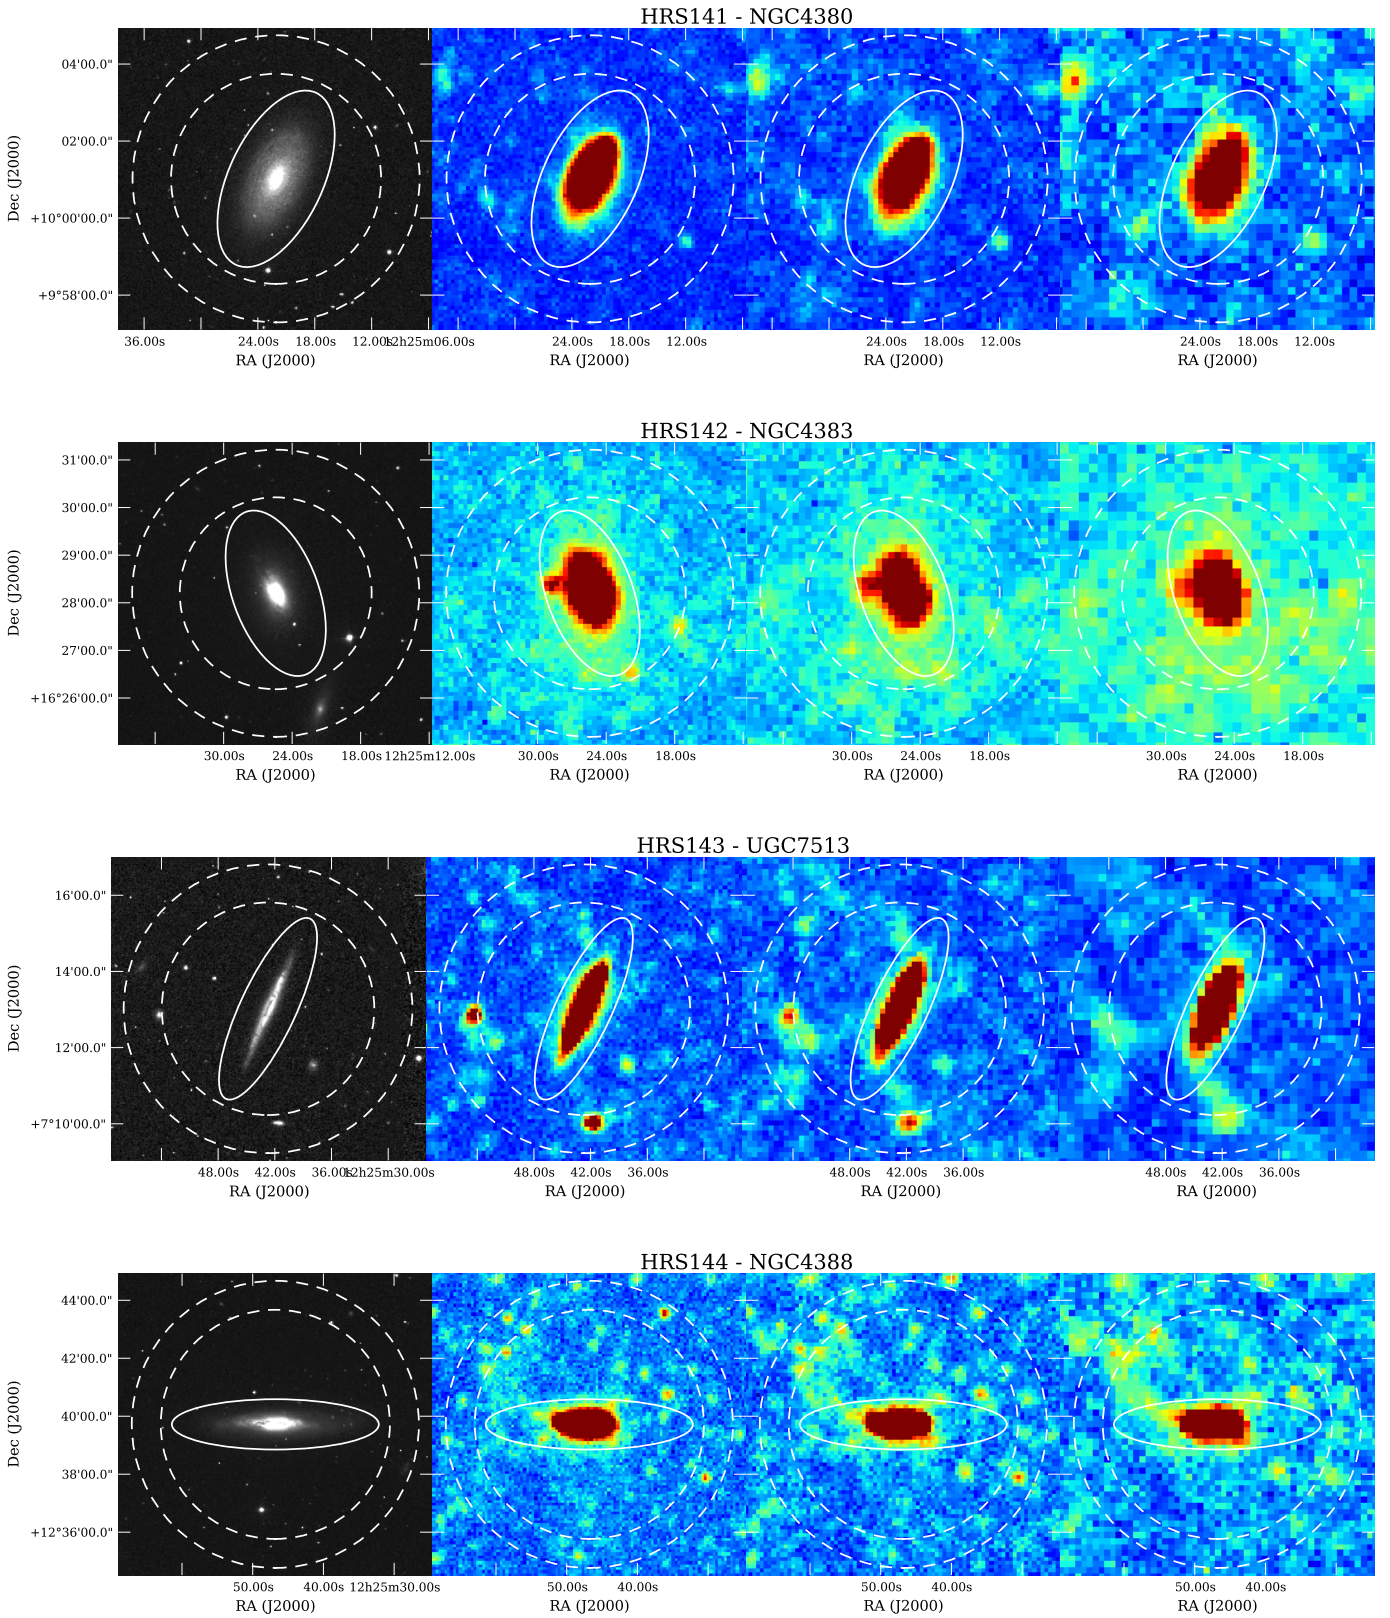 HRS141 - NGC4380
Dec (J2000)
04'00.0"
02'00.0"
+10°00'00.0"
+9°58'00.0"
36.00s 24.00s 18.00s 12.00s 12h25m06.00s 24.00s 18.00s 12.00s 24.00s 18.00s 12.00s 24.00s 18.00s 12.00s
RA (J2000) RA (J2000) RA (J2000) RA (J2000)
HRS142 - NGC4383
Dec (J2000)
31'00.0"
30'00.0"
29'00.0"
28'00.0"
27'00.0"
+16°26'00.0"
30.00s 24.00s 18.00s 12h25m12.00s 30.00s 24.00s 18.00s 30.00s 24.00s 18.00s 30.00s 24.00s 18.00s
RA (J2000) RA (J2000) RA (J2000) RA (J2000)
HRS143 - UGC7513
Dec (J2000)
16'00.0"
14'00.0"
12'00.0"
+7°10'00.0"
48.00s 42.00s 36.00s 12h25m30.00s 48.00s 42.00s 36.00s 48.00s 42.00s 36.00s 48.00s 42.00s 36.00s
RA (J2000) RA (J2000) RA (J2000) RA (J2000)
HRS144 - NGC4388
Dec (J2000)
44'00.0"
42'00.0"
40'00.0"
38'00.0"
+12°36'00.0"
50.00s 40.00s 12h25m30.00s 50.00s 40.00s 50.00s 40.00s 50.00s 40.00s
RA (J2000) RA (J2000) RA (J2000) RA (J2000)